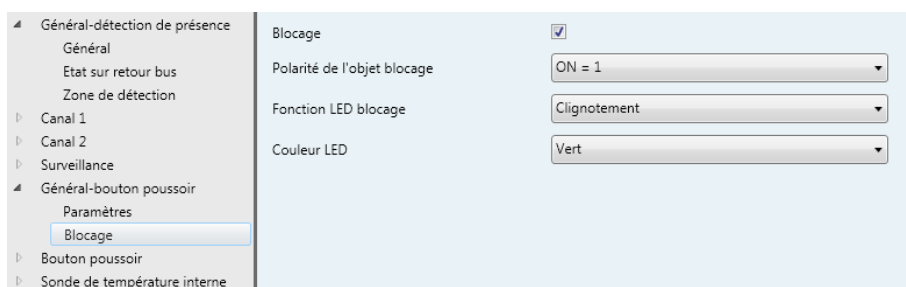 Général-détection de présence
Général
Etat sur retour bus
Zone de détection
Canal 1
Canal 2
Surveillance
Général-bouton poussoir
Paramètres
Blocage
Bouton poussoir
Sonde de température interne
Blocage
Polarité de l'objet blocage
ON = 1
Fonction LED blocage
Clignotement
Couleur LED
Vert